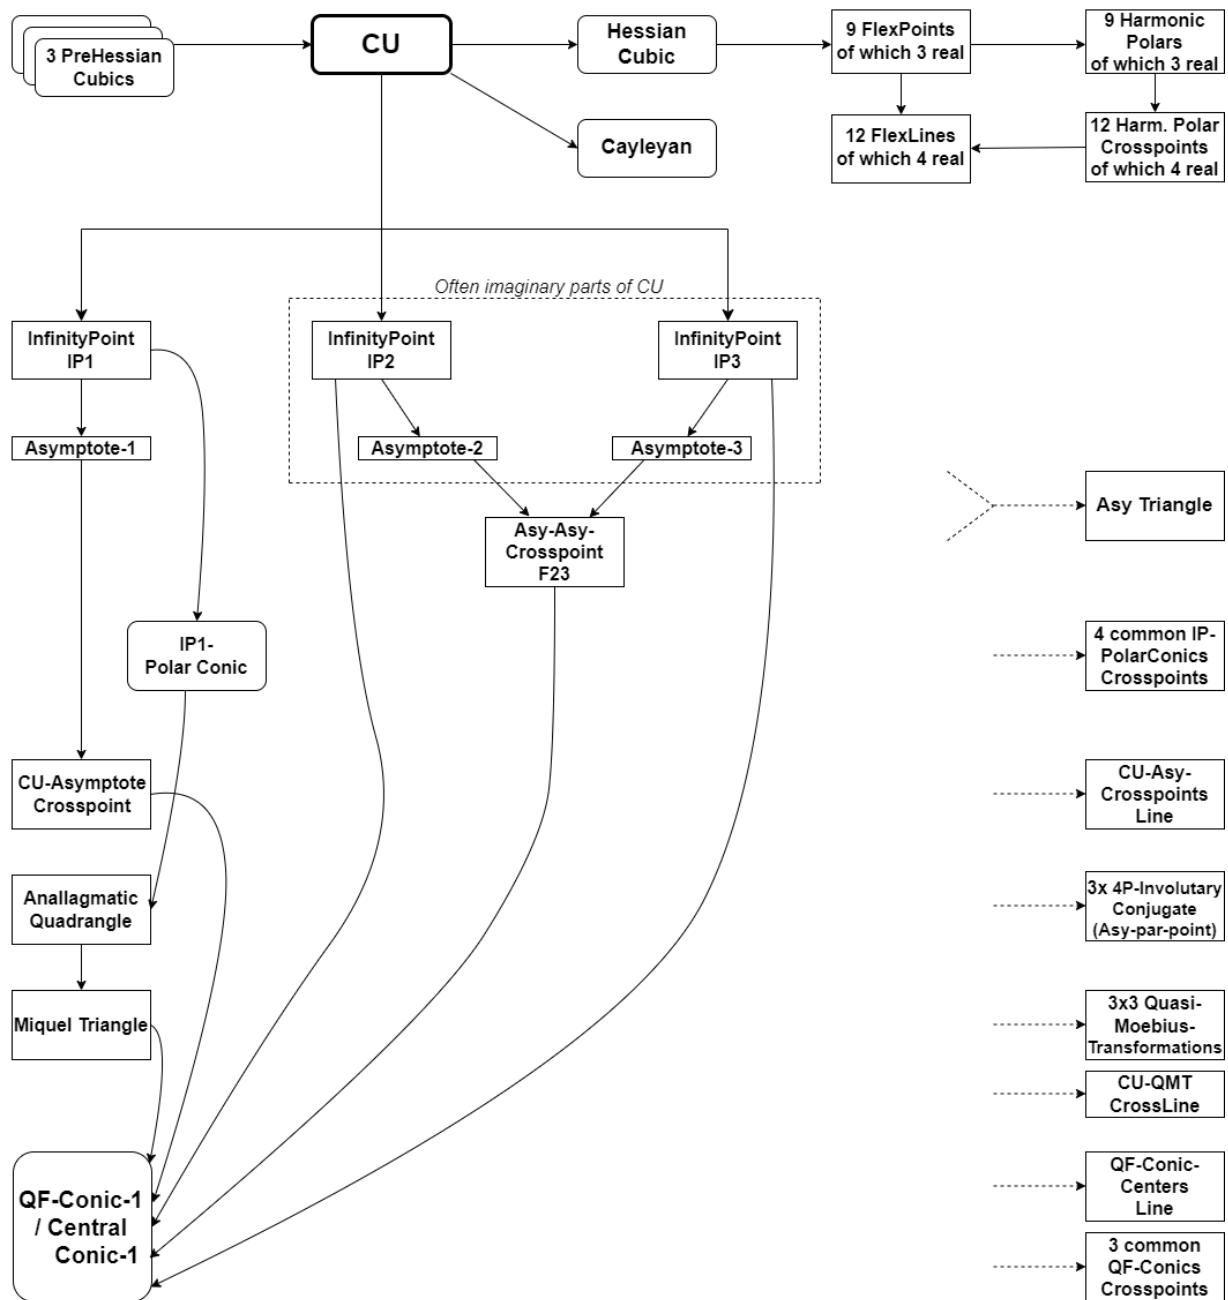 3 PreHessian
Cubics
CU
Hessian
Cubic
9 FlexPoints
of which 3 real
9 Harmonic
Polars
of which 3 real
Cayleyan
12 FlexLines
of which 4 real
12 Harm. Polar
Crosspoints
of which 4 real
Often imaginary parts of CU
InfinityPoint
IP1
InfinityPoint
IP2
InfinityPoint
IP3
Asymptote-1
Asymptote-2
Asymptote-3
Asy Triangle
Asy-Asy-
Crosspoint
F23
IP1-
Polar Conic
4 common IP-
PolarConics
Crosspoints
CU-Asymptote
Crosspoint
CU-Asy-
Crosspoints
Line
Anallagmatic
Quadrangle
3x 4P-Involutary
Conjugate
(Asy-par-point)
Miquel Triangle
3x3 Quasi-
Moebius-
Transformations
CU-QMT
CrossLine
QF-Conic-1
/ Central
Conic-1
QF-Conic-
Centers
Line
3 common
QF-Conics
Crosspoints